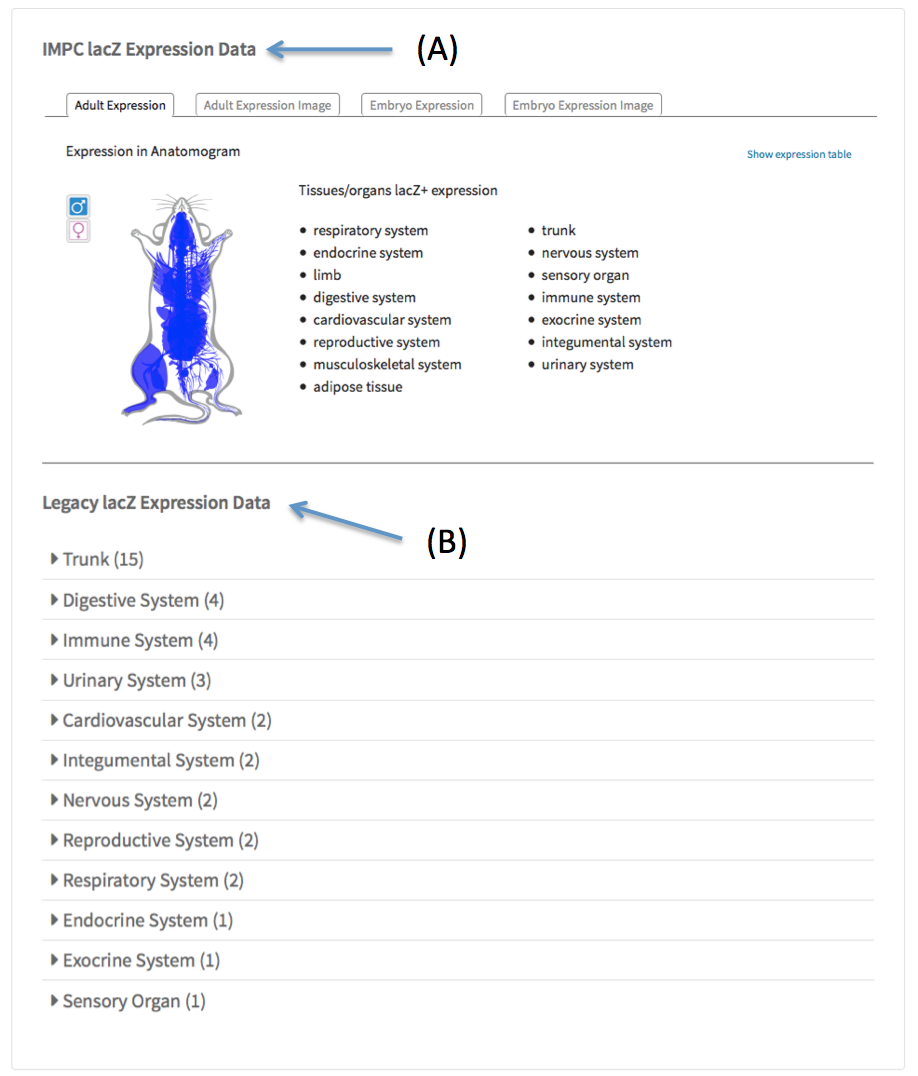 IMPC lacZ Expression Data
(A)
Adult Expression
Adult Expression Image
Embryo Expression
Embryo Expression Image
Expression in Anatomogram
Show expression table
Tissues/organs lacZ+ expression
respiratory system
endocrine system
limb
digestive system
cardiovascular system
reproductive system
musculoskeletal system
adipose tissue
trunk
nervous system
sensory organ
immune system
exocrine system
integumental system
urinary system
Legacy lacZ Expression Data
(B)
Trunk (15)
Digestive System (4)
Immune System (4)
Urinary System (3)
Cardiovascular System (2)
Integumental System (2)
Nervous System (2)
Reproductive System (2)
Respiratory System (2)
Endocrine System (1)
Exocrine System (1)
Sensory Organ (1)